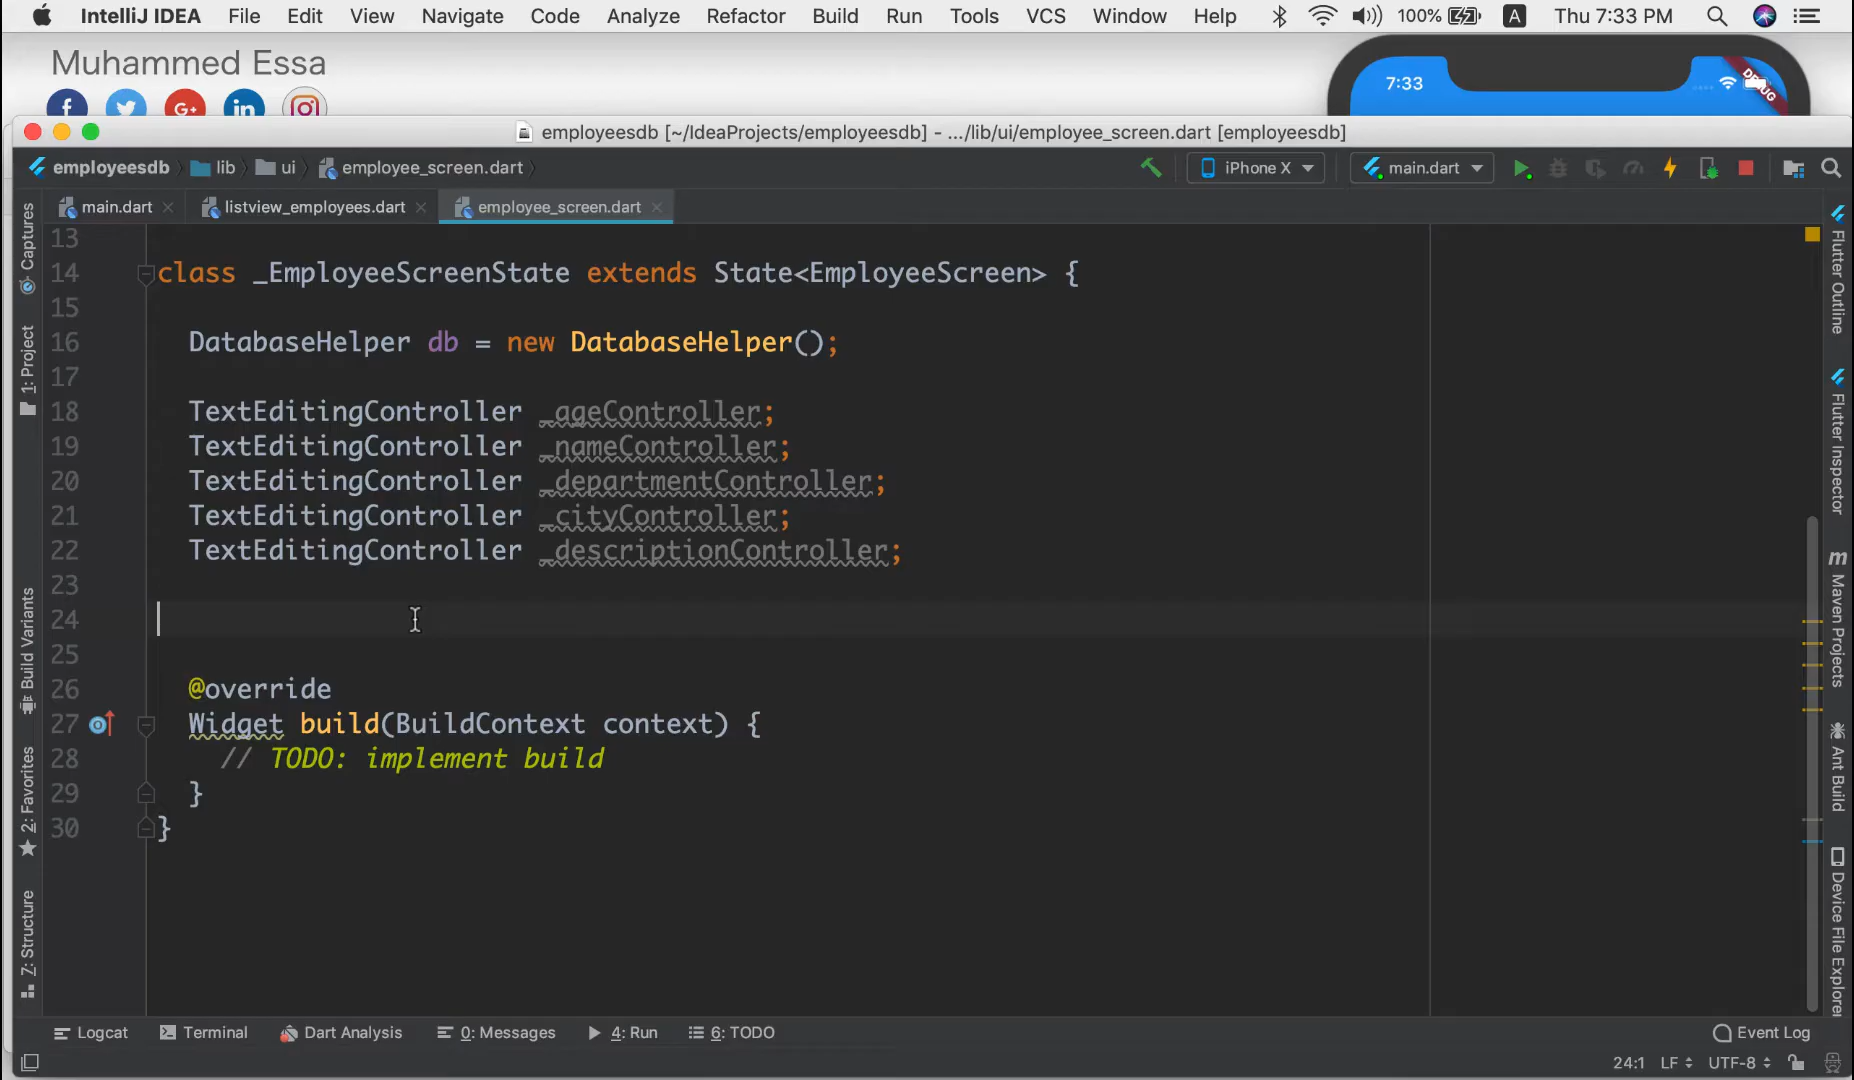 IntelliJ IDEA File Edit View Navigate Code Analyze Refactor Build Run Tools VCS Window Help 100% A Thu 7:33 PM
Muhammed Essa
7:33
DEBUG
f G+ in
employeesdb [~/IdeaProjects/employeesdb] - .../lib/ui/employee_screen.dart [employeesdb]
employeesdb lib ui employee_screen.dart iPhone X main.dart
main.dart listview_employees.dart employee_screen.dart
13
14 class _EmployeeScreenState extends State<EmployeeScreen> {
15
16 DatabaseHelper db = new DatabaseHelper();
17
18 TextEditingController _ageController;
19 TextEditingController _nameController;
20 TextEditingController _departmentController;
21 TextEditingController _cityController;
22 TextEditingController _descriptionController;
23
24
25
26 @override
27 Widget build(BuildContext context) {
28 // TODO: implement build
29 }
30 }
Captures
1: Project
Build Variants
2: Favorites
7: Structure
Flutter Outline
Flutter Inspector
m Maven Projects
Ant Build
Device File Explorer
Logcat Terminal Dart Analysis 0: Messages 4: Run 6: TODO Event Log
24:1 LF UTF-8